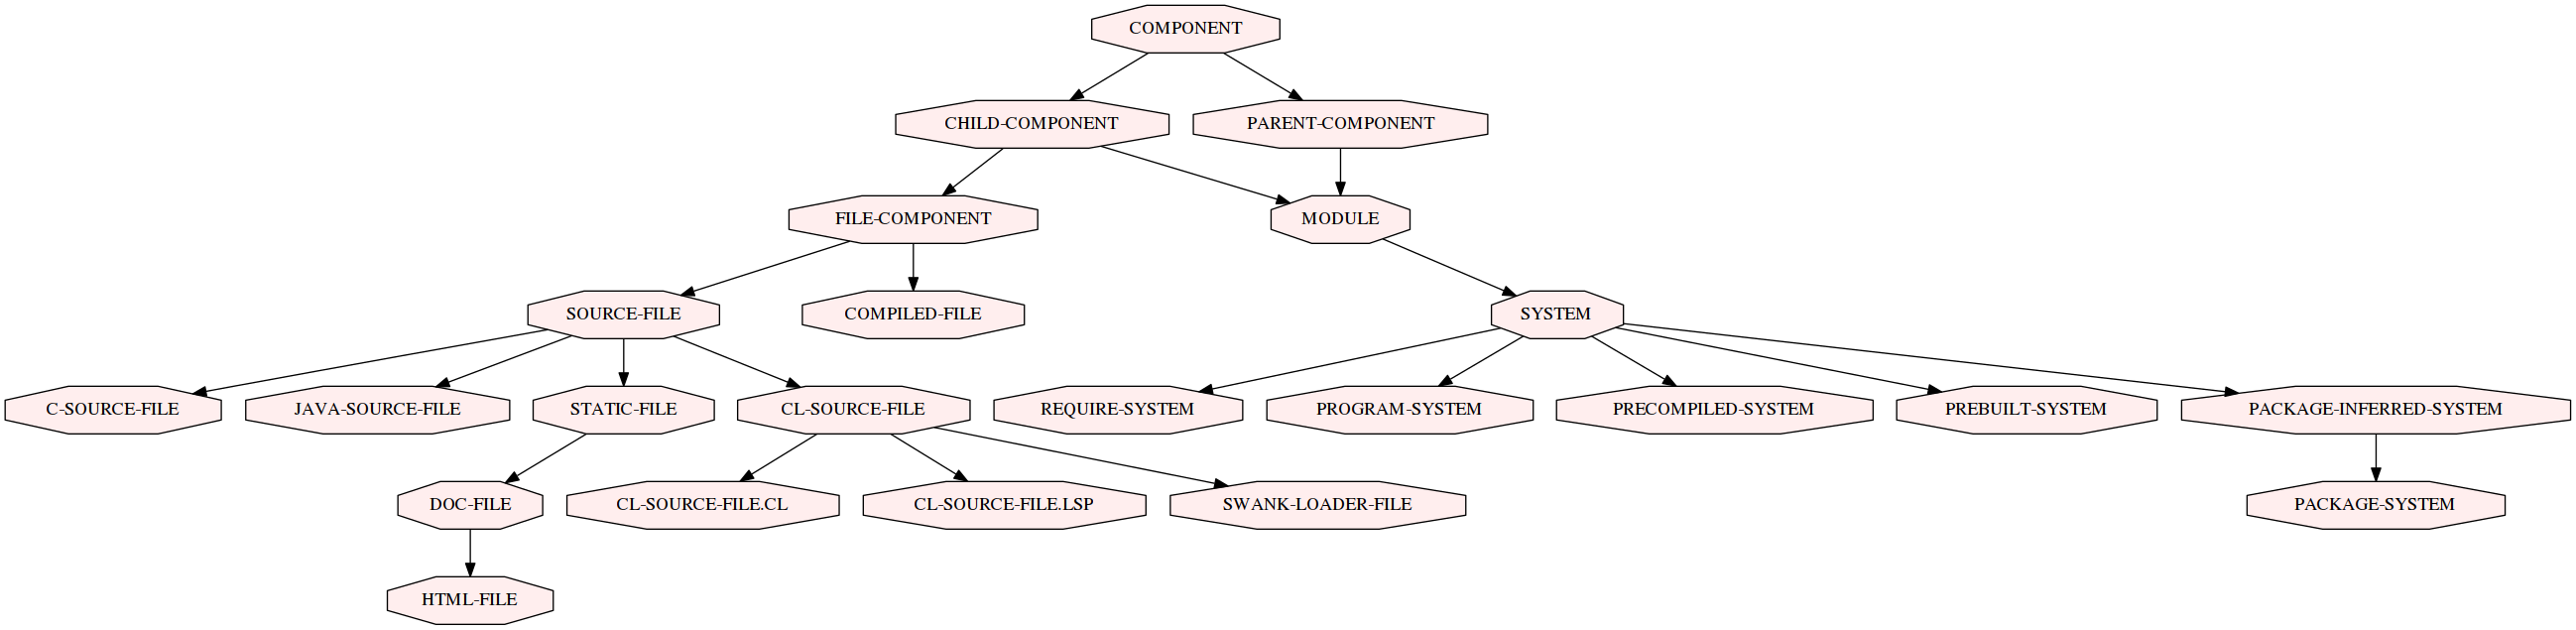 COMPONENT
CHILD-COMPONENT
PARENT-COMPONENT
FILE-COMPONENT
MODULE
SOURCE-FILE
COMPILED-FILE
SYSTEM
C-SOURCE-FILE
JAVA-SOURCE-FILE
STATIC-FILE
CL-SOURCE-FILE
REQUIRE-SYSTEM
PROGRAM-SYSTEM
PRECOMPILED-SYSTEM
PREBUILT-SYSTEM
PACKAGE-INFERRED-SYSTEM
DOC-FILE
CL-SOURCE-FILE.CL
CL-SOURCE-FILE.LSP
SWANK-LOADER-FILE
PACKAGE-SYSTEM
HTML-FILE